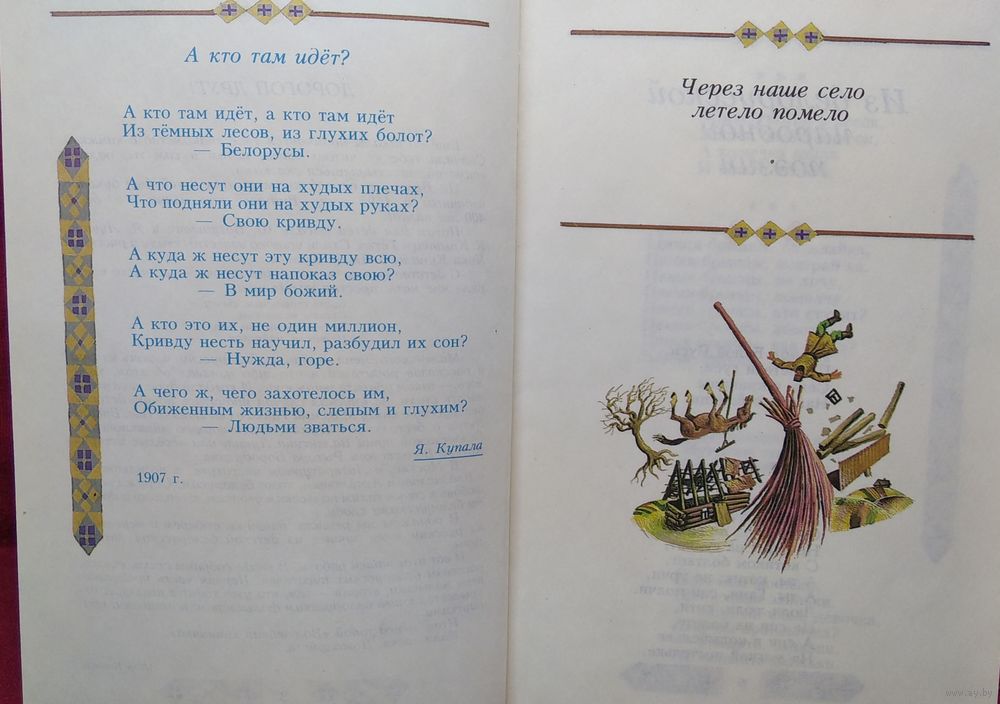 А кто там идёт?
А кто там идёт, а кто там идёт
Из тёмных лесов, из глухих болот?
— Белорусы.
А что несут они на худых плечах,
Что подняли они на худых руках?
— Свою кривду.
А куда ж несут эту кривду всю,
А куда ж несут напоказ свою?
— В мир божий.
А кто это их, не один миллион,
Кривду несть научил, разбудил их сон?
— Нужда, горе.
А чего ж, чего захотелось им,
Обиженным жизнью, слепым и глухим?
— Людьми зваться.
Я. Купала
1907 г.
Через наше село
летело помело
www.ay.by